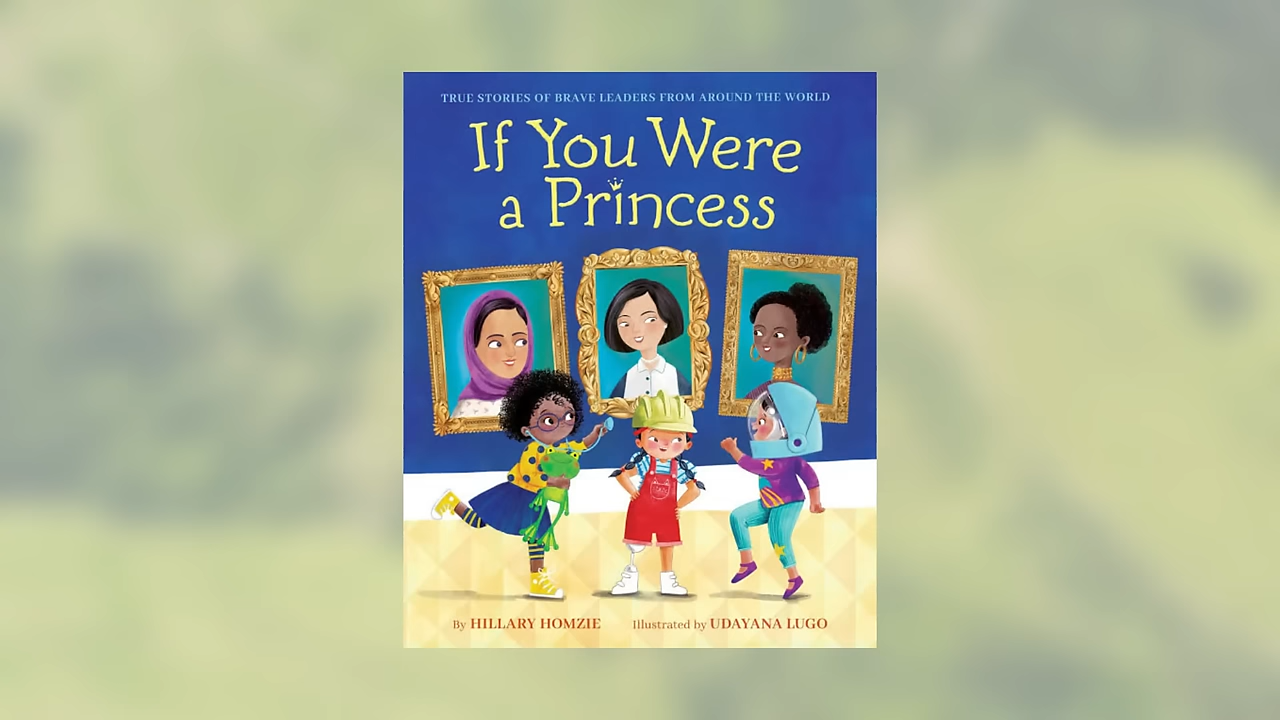 TRUE STORIES OF BRAVE LEADERS FROM AROUND THE WORLD
If You Were
a Princess
By HILLARY HOMZIE
Illustrated by UDAYANA LUGO